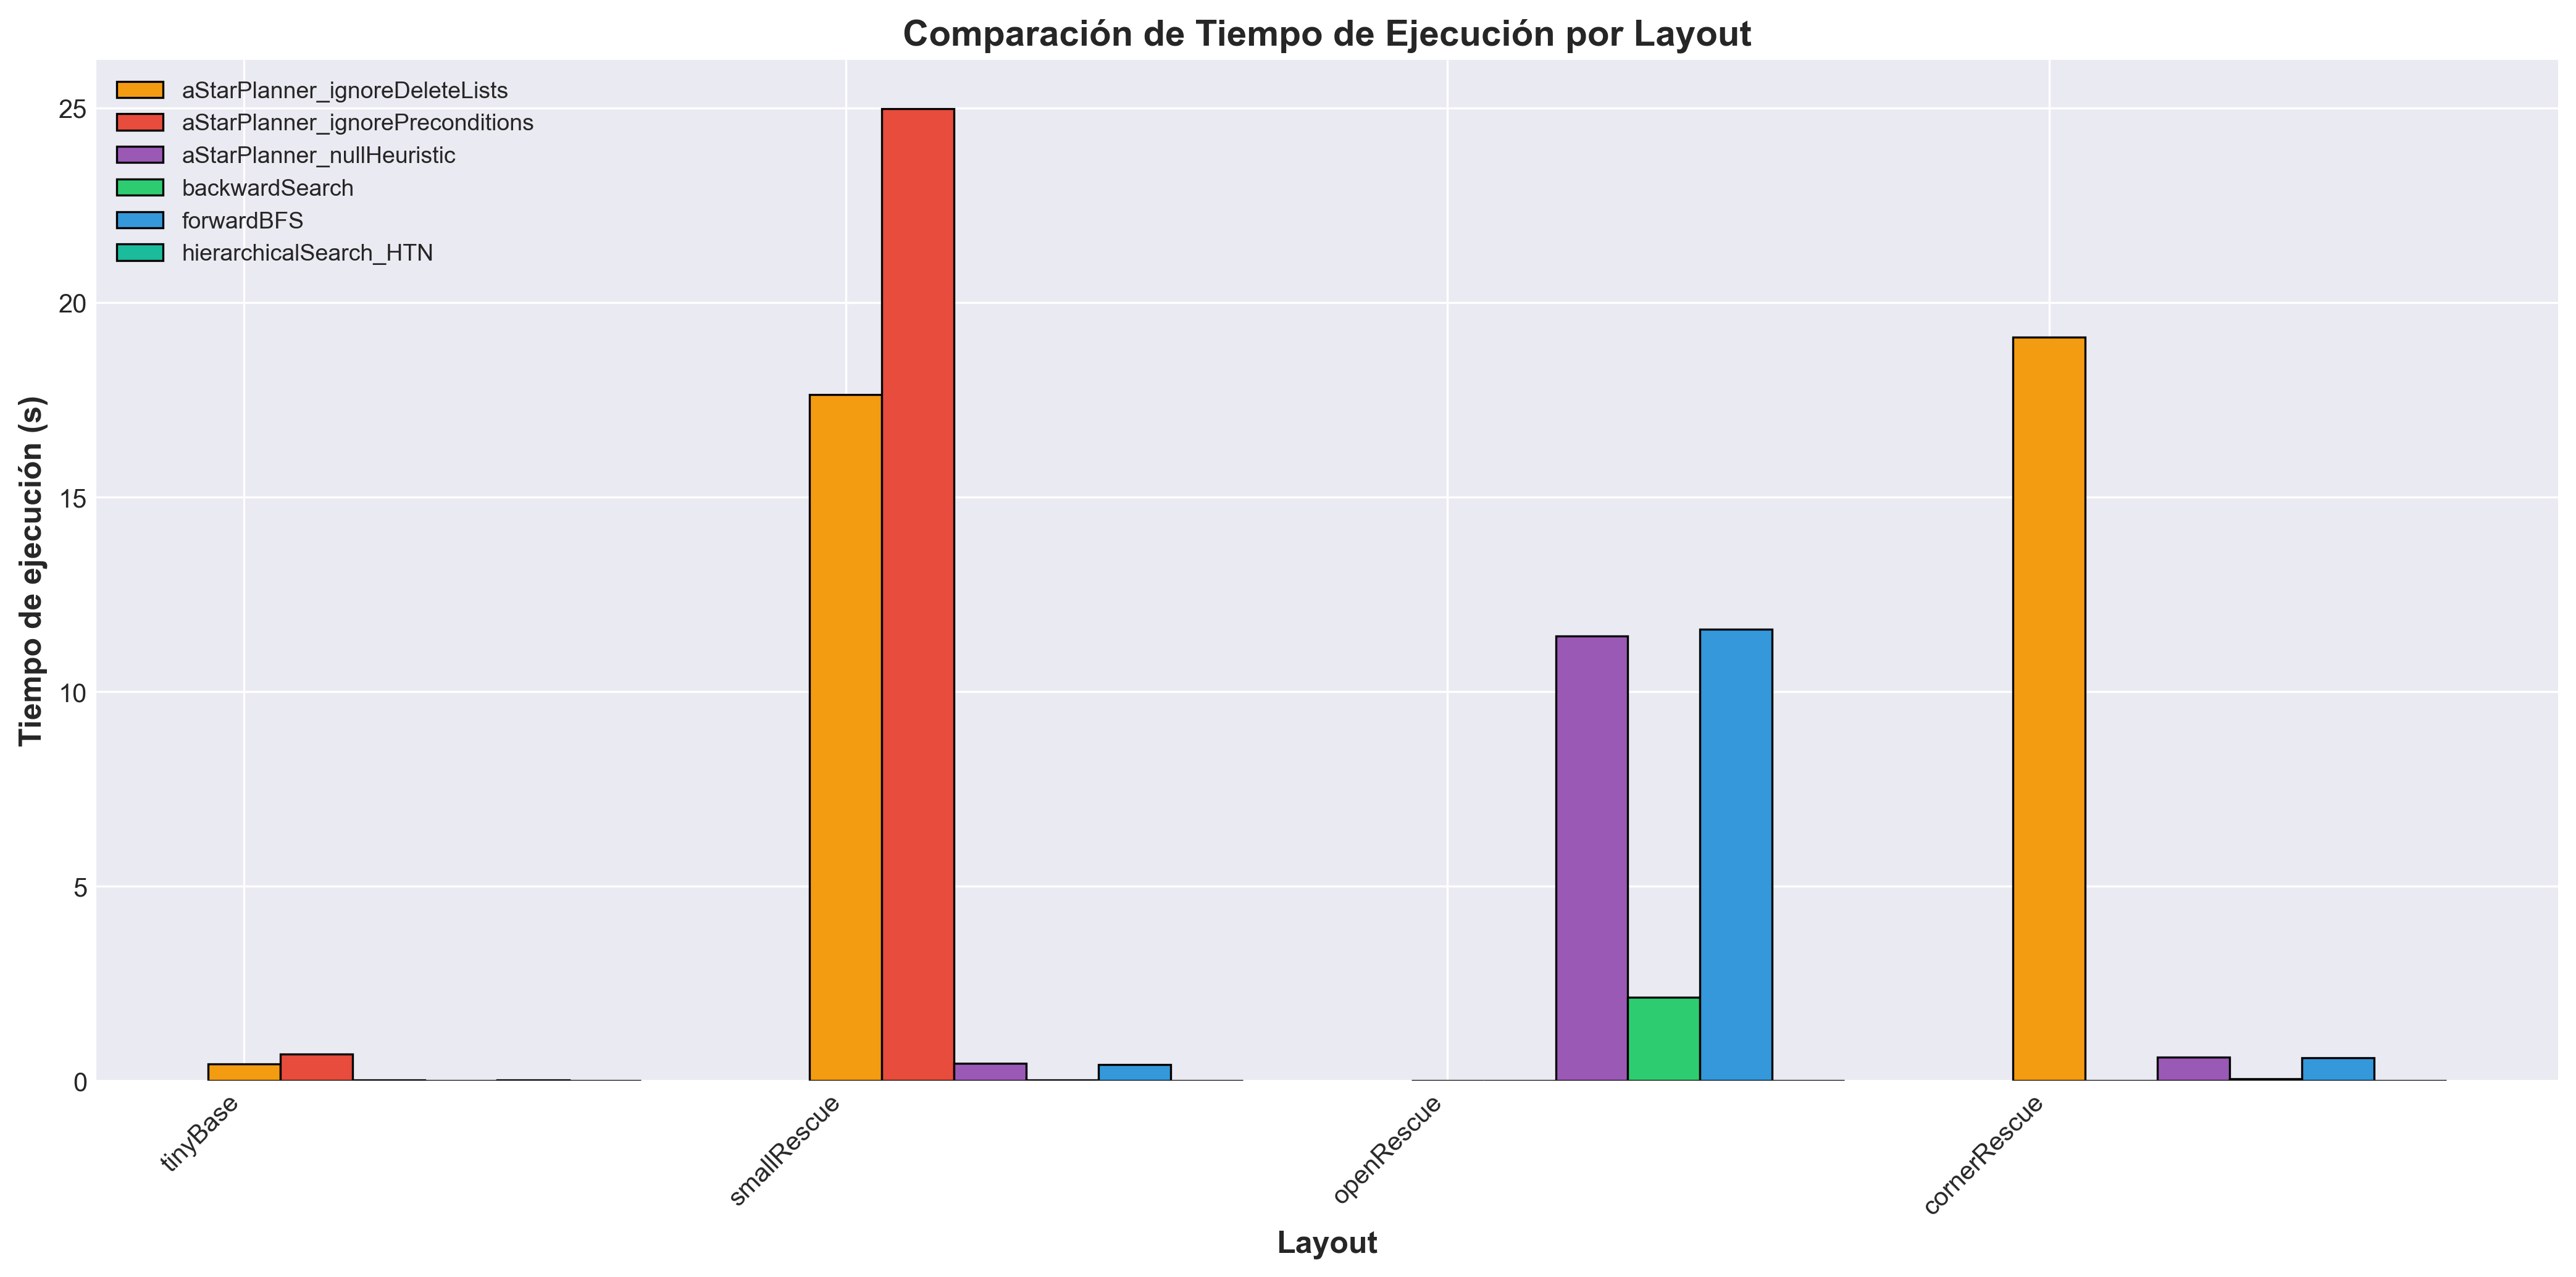 Comparación de Tiempo de Ejecución por Layout
aStarPlanner_ignoreDeleteLists
aStarPlanner_ignorePreconditions
aStarPlanner_nullHeuristic
backwardSearch
forwardBFS
hierarchicalSearch_HTN
Tiempo de ejecución (s)
25
20
15
10
5
0
tinyBase
smallRescue
openRescue
cornerRescue
Layout